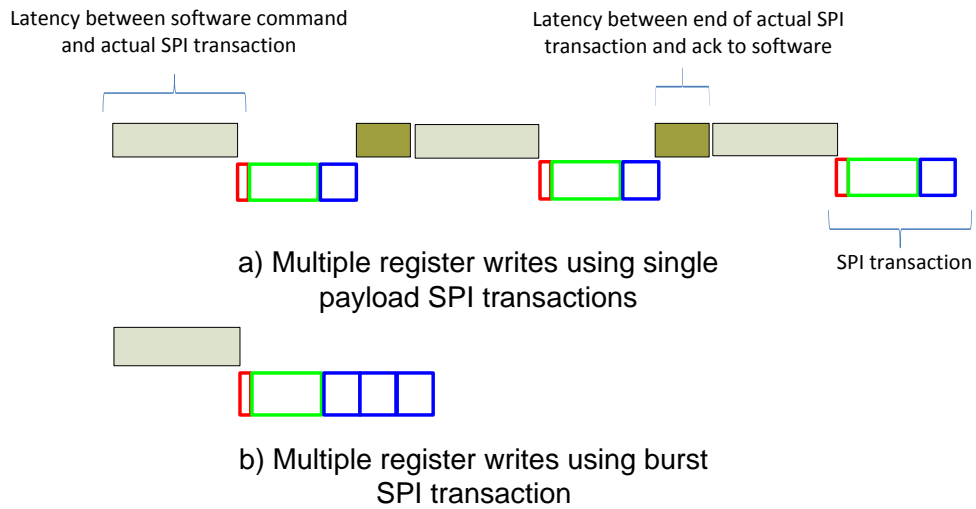 Latency between software command
and actual SPI transaction
Latency between end of actual SPI
transaction and ack to software
SPI transaction
a) Multiple register writes using single
payload SPI transactions
b) Multiple register writes using burst
SPI transaction